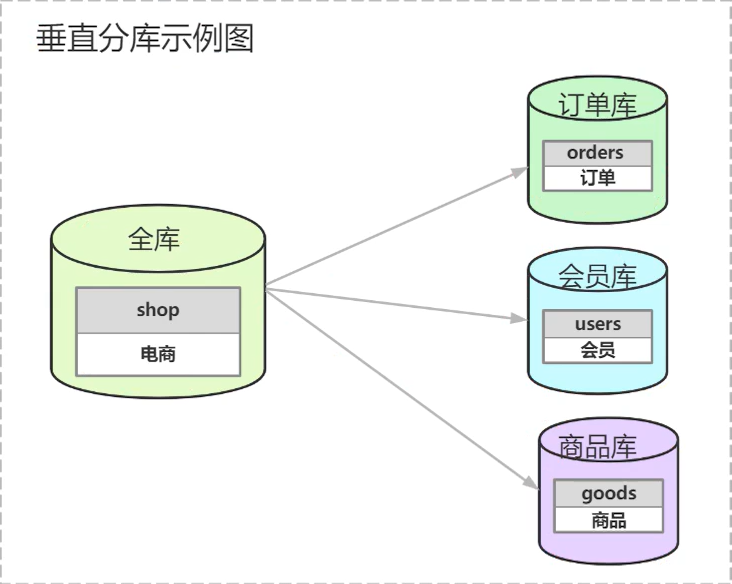 垂直分库示例图
全库
shop
电商
订单库
orders
订单
会员库
users
会员
商品库
goods
商品